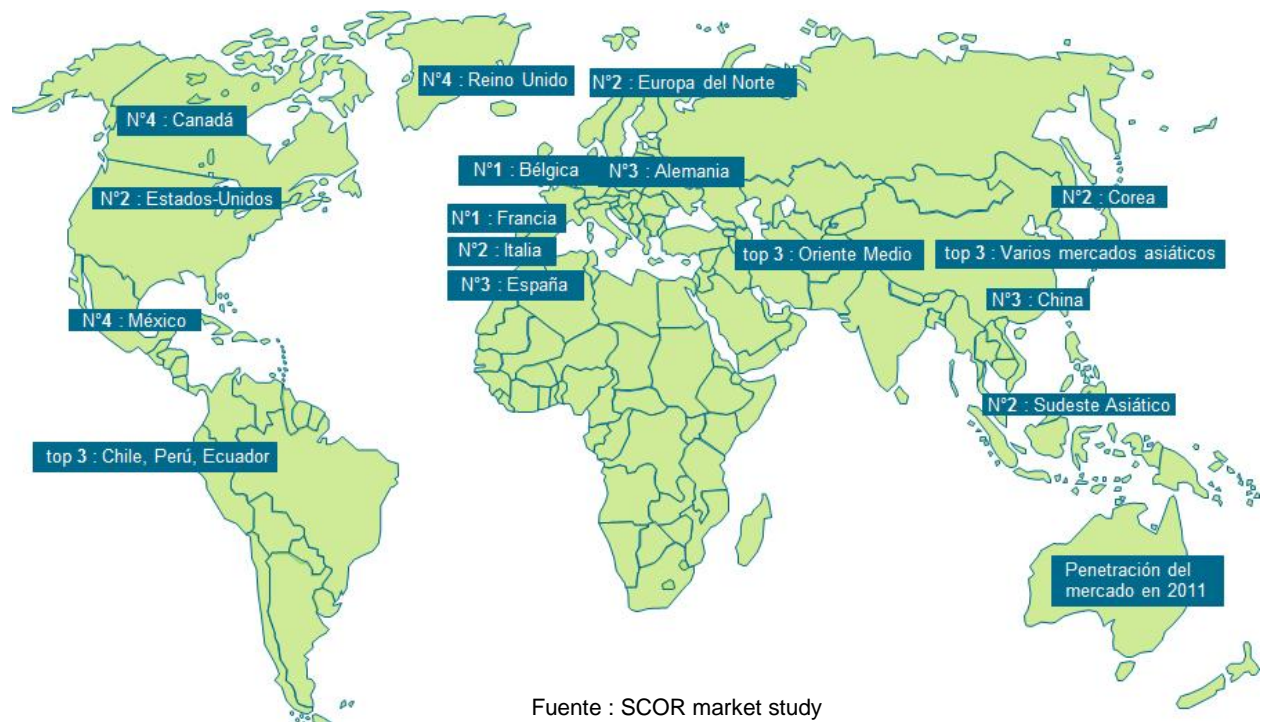 N°4 : Reino Unido
N°2 : Europa del Norte
N°4 : Canadá
N°1 : Bélgica
N°3 : Alemania
N°2 : Estados-Unidos
N°2 : Corea
N°1 : Francia
N°2 : Italia
top 3 : Oriente Medio
top 3 : Varios mercados asiáticos
N°3 : España
N°3 : China
N°4 : México
N°2 : Sudeste Asiático
top 3 : Chile, Perú, Ecuador
Penetración del
mercado en 2011
Fuente : SCOR market study